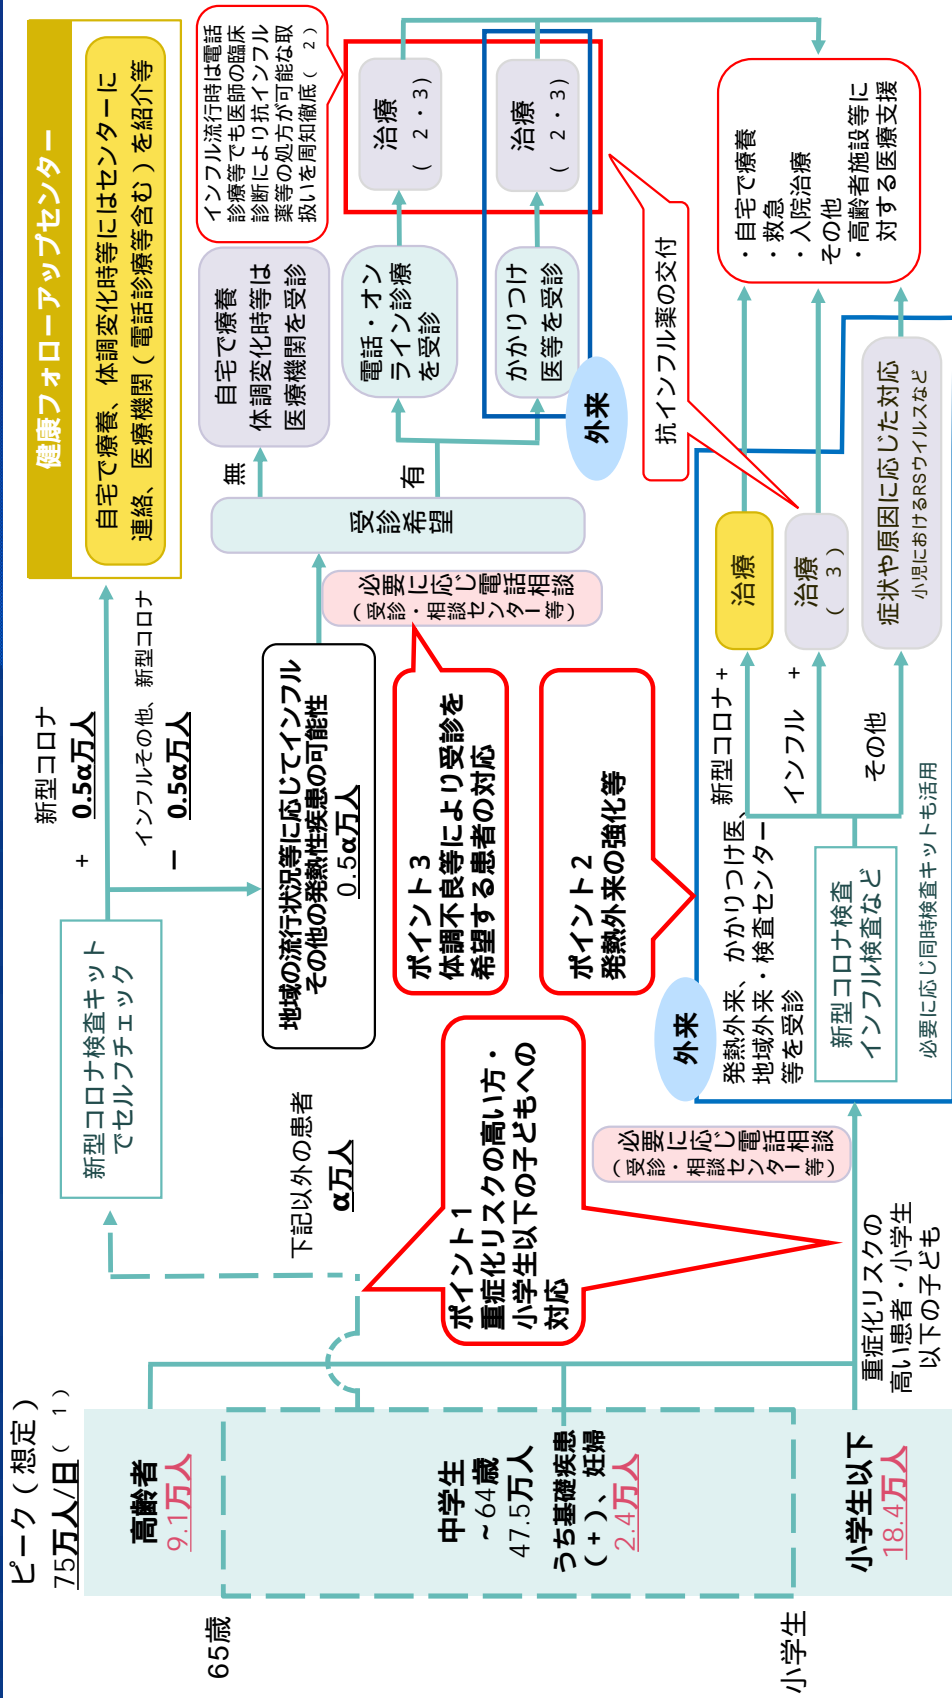 ピーク（想定）
75万人/日（ 1）
高齢者
9.1万人
65歳
中学生
~64歳
47.5万人
うち基礎疾患
（+）、妊婦
2.4万人
小学生
小学生以下
18.4万人
下記以外の患者
α万人
ポイント1
重症化リスクの高い方・
小学生以下の子どもへの
対応
重症化リスクの
高い患者・小学生
以下の子ども
新型コロナ検査キット
でセルフチェック
新型コロナ
+
0.5α万人
インフルその他、新型コロナ
−
0.5α万人
健康フォローアップセンター
自宅で療養、体調変化時等にはセンターに
連絡、医療機関（電話診療等含む）を紹介等
地域の流行状況等に応じてインフル
その他の発熱性疾患の可能性
0.5α万人
必要に応じ電話相談
（受診・相談センター等）
ポイント3
体調不良等により受診を
希望する患者の対応
受診希望
無
有
自宅で療養
体調変化時等は
医療機関を受診
電話・オン
ライン診療
を受診
かかりつけ
医等を受診
外来
インフル流行時は電話
診療等でも医師の臨床
診断により抗インフル
薬等の処方が可能な取
扱いを周知徹底（ 2）
治療
（ 2・3）
治療
（ 2・3）
抗インフル薬の交付
ポイント2
発熱外来の強化等
必要に応じ電話相談
（受診・相談センター等）
外来
発熱外来、かかりつけ医、
地域外来・検査センター
等を受診
新型コロナ検査
インフル検査など
必要に応じ同時検査キットも活用
新型コロナ +
インフル +
その他
治療
治療
（ 3）
症状や原因に応じた対応
小児におけるRSウイルスなど
・自宅で療養
・救急
・入院治療
その他
・高齢者施設等に
対する医療支援